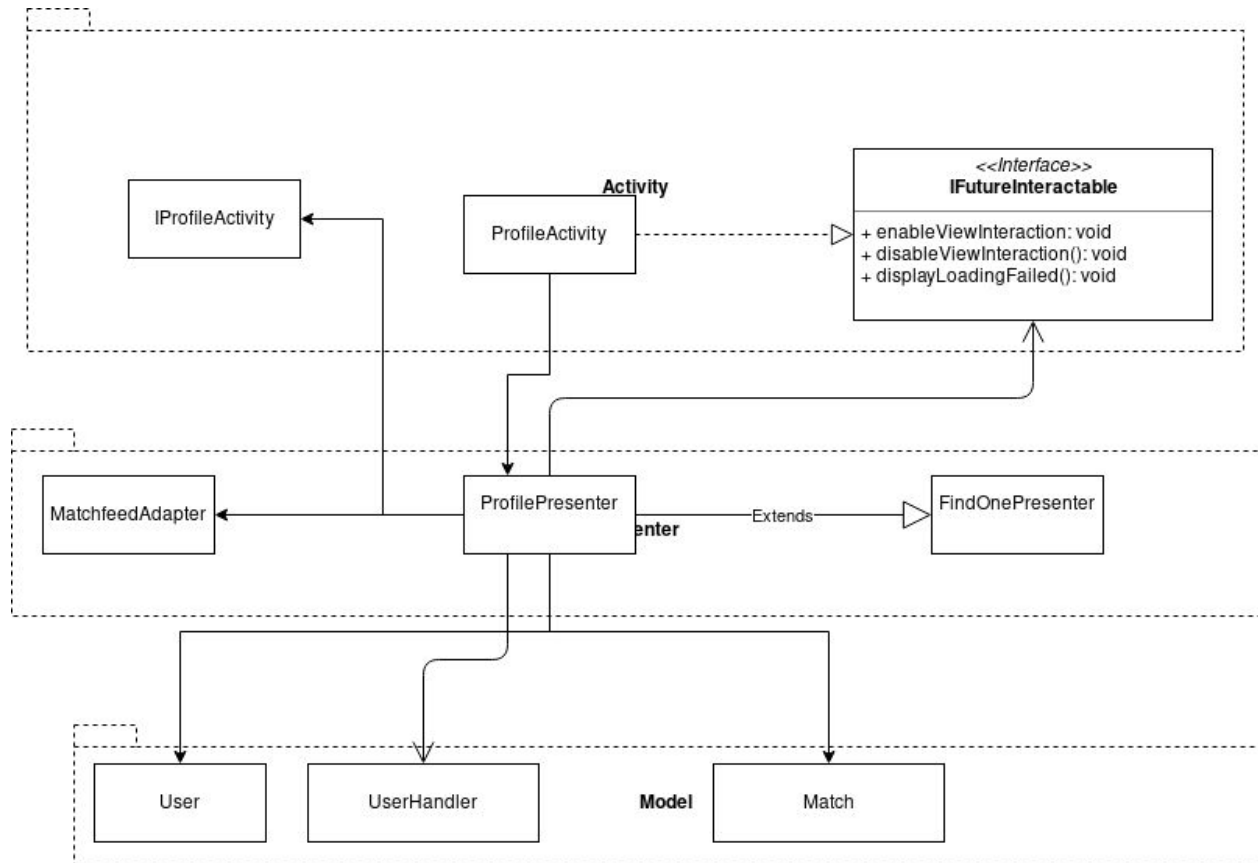 <<Interface>>
IFutureInteractable
Activity
IProfileActivity
ProfileActivity
+ enableViewInteraction: void
+ disableViewInteraction(): void
+ displayLoadingFailed(): void
MatchfeedAdapter
ProfilePresenter
FindOnePresenter
Extends
enter
User
UserHandler
Model
Match